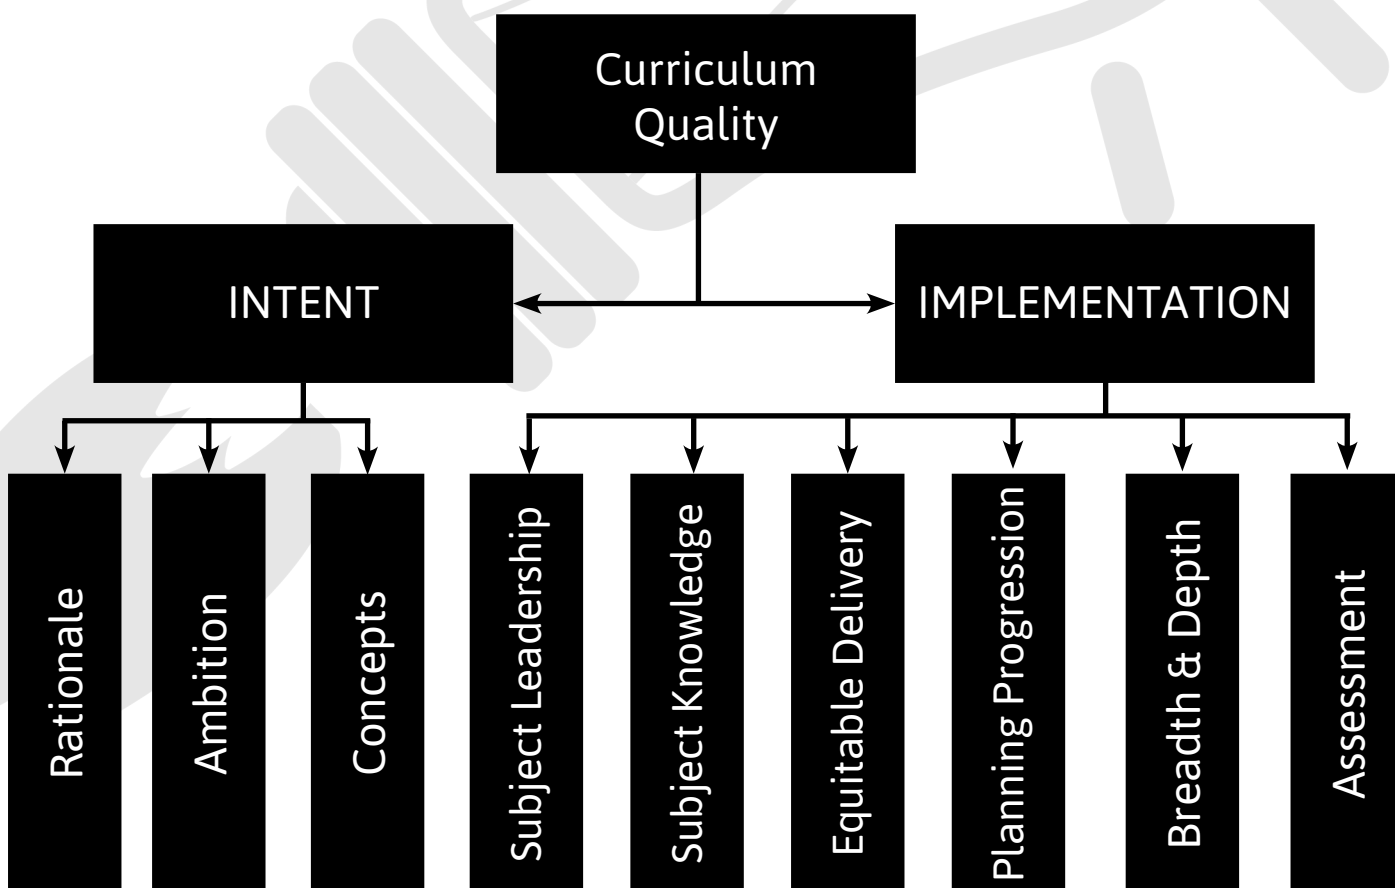 Curriculum
Quality
INTENT
IMPLEMENTATION
Rationale
Ambition
Concepts
Subject Leadership
Subject Knowledge
Equitable Delivery
Planning Progression
Breadth & Depth
Assessment